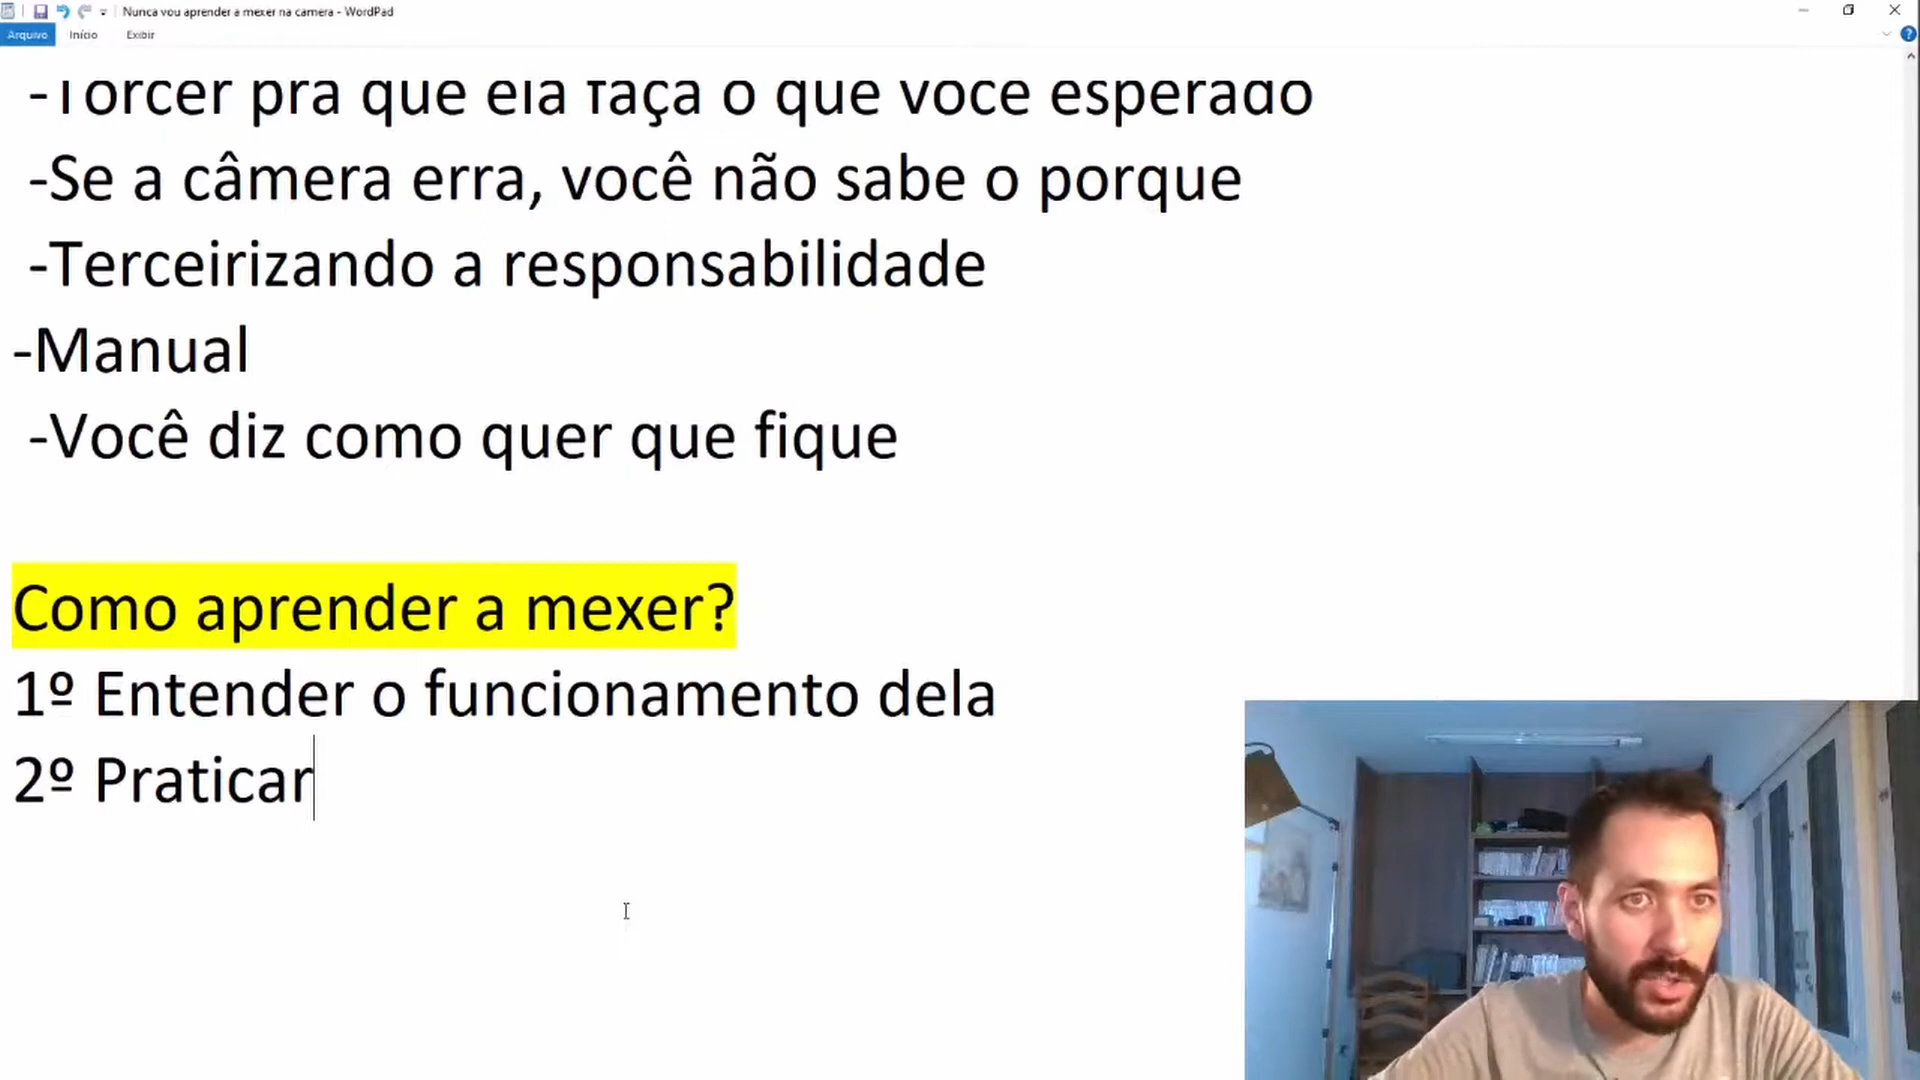 Nunca vou aprender a mexer na câmera - WordPad
Arquivo Início Exibir
-Torcer pra que ela faça o que você esperado
-Se a câmera erra, você não sabe o porque
-Terceirizando a responsabilidade
-Manual
-Você diz como quer que fique
Como aprender a mexer?
1º Entender o funcionamento dela
2º Praticar